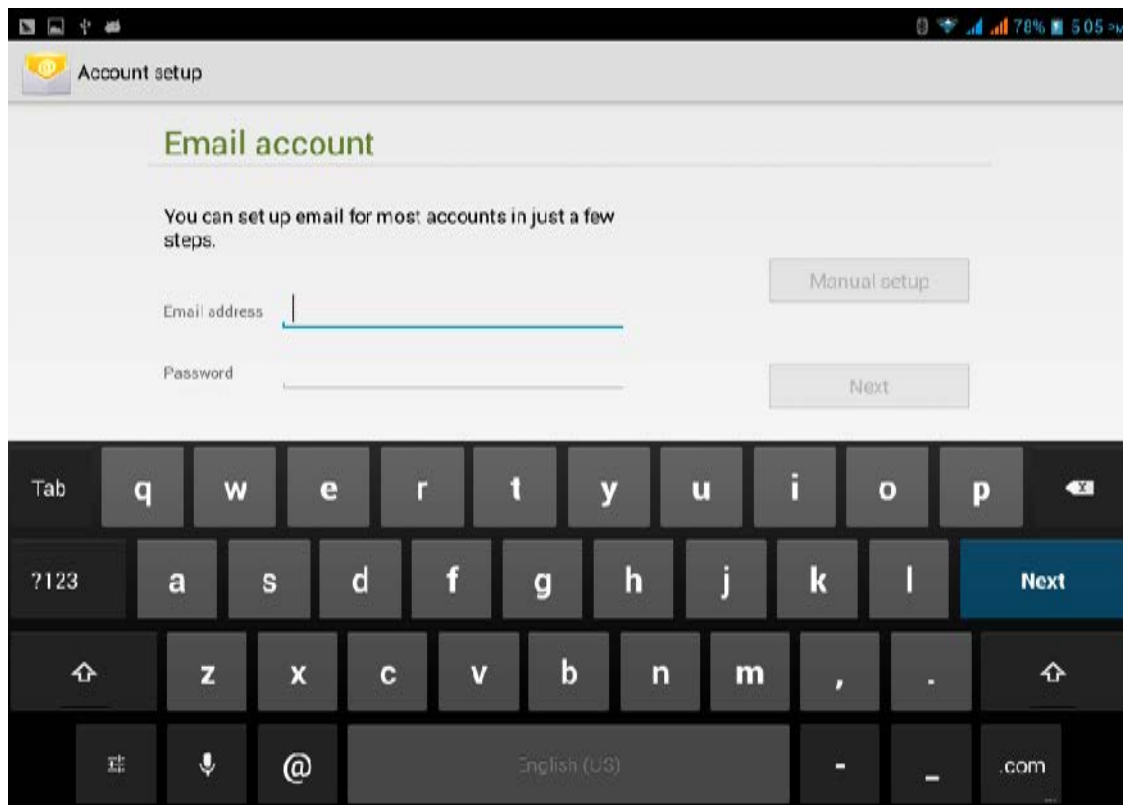 78% 5:05 PM
Account setup
Email account
You can set up email for most accounts in just a few
steps.
Manual setup
Email address
Password
Next
Tab q w e r t y u i o p
?123 a s d f g h j k l Next
z x c v b n m , .
@ English (US) - _ .com